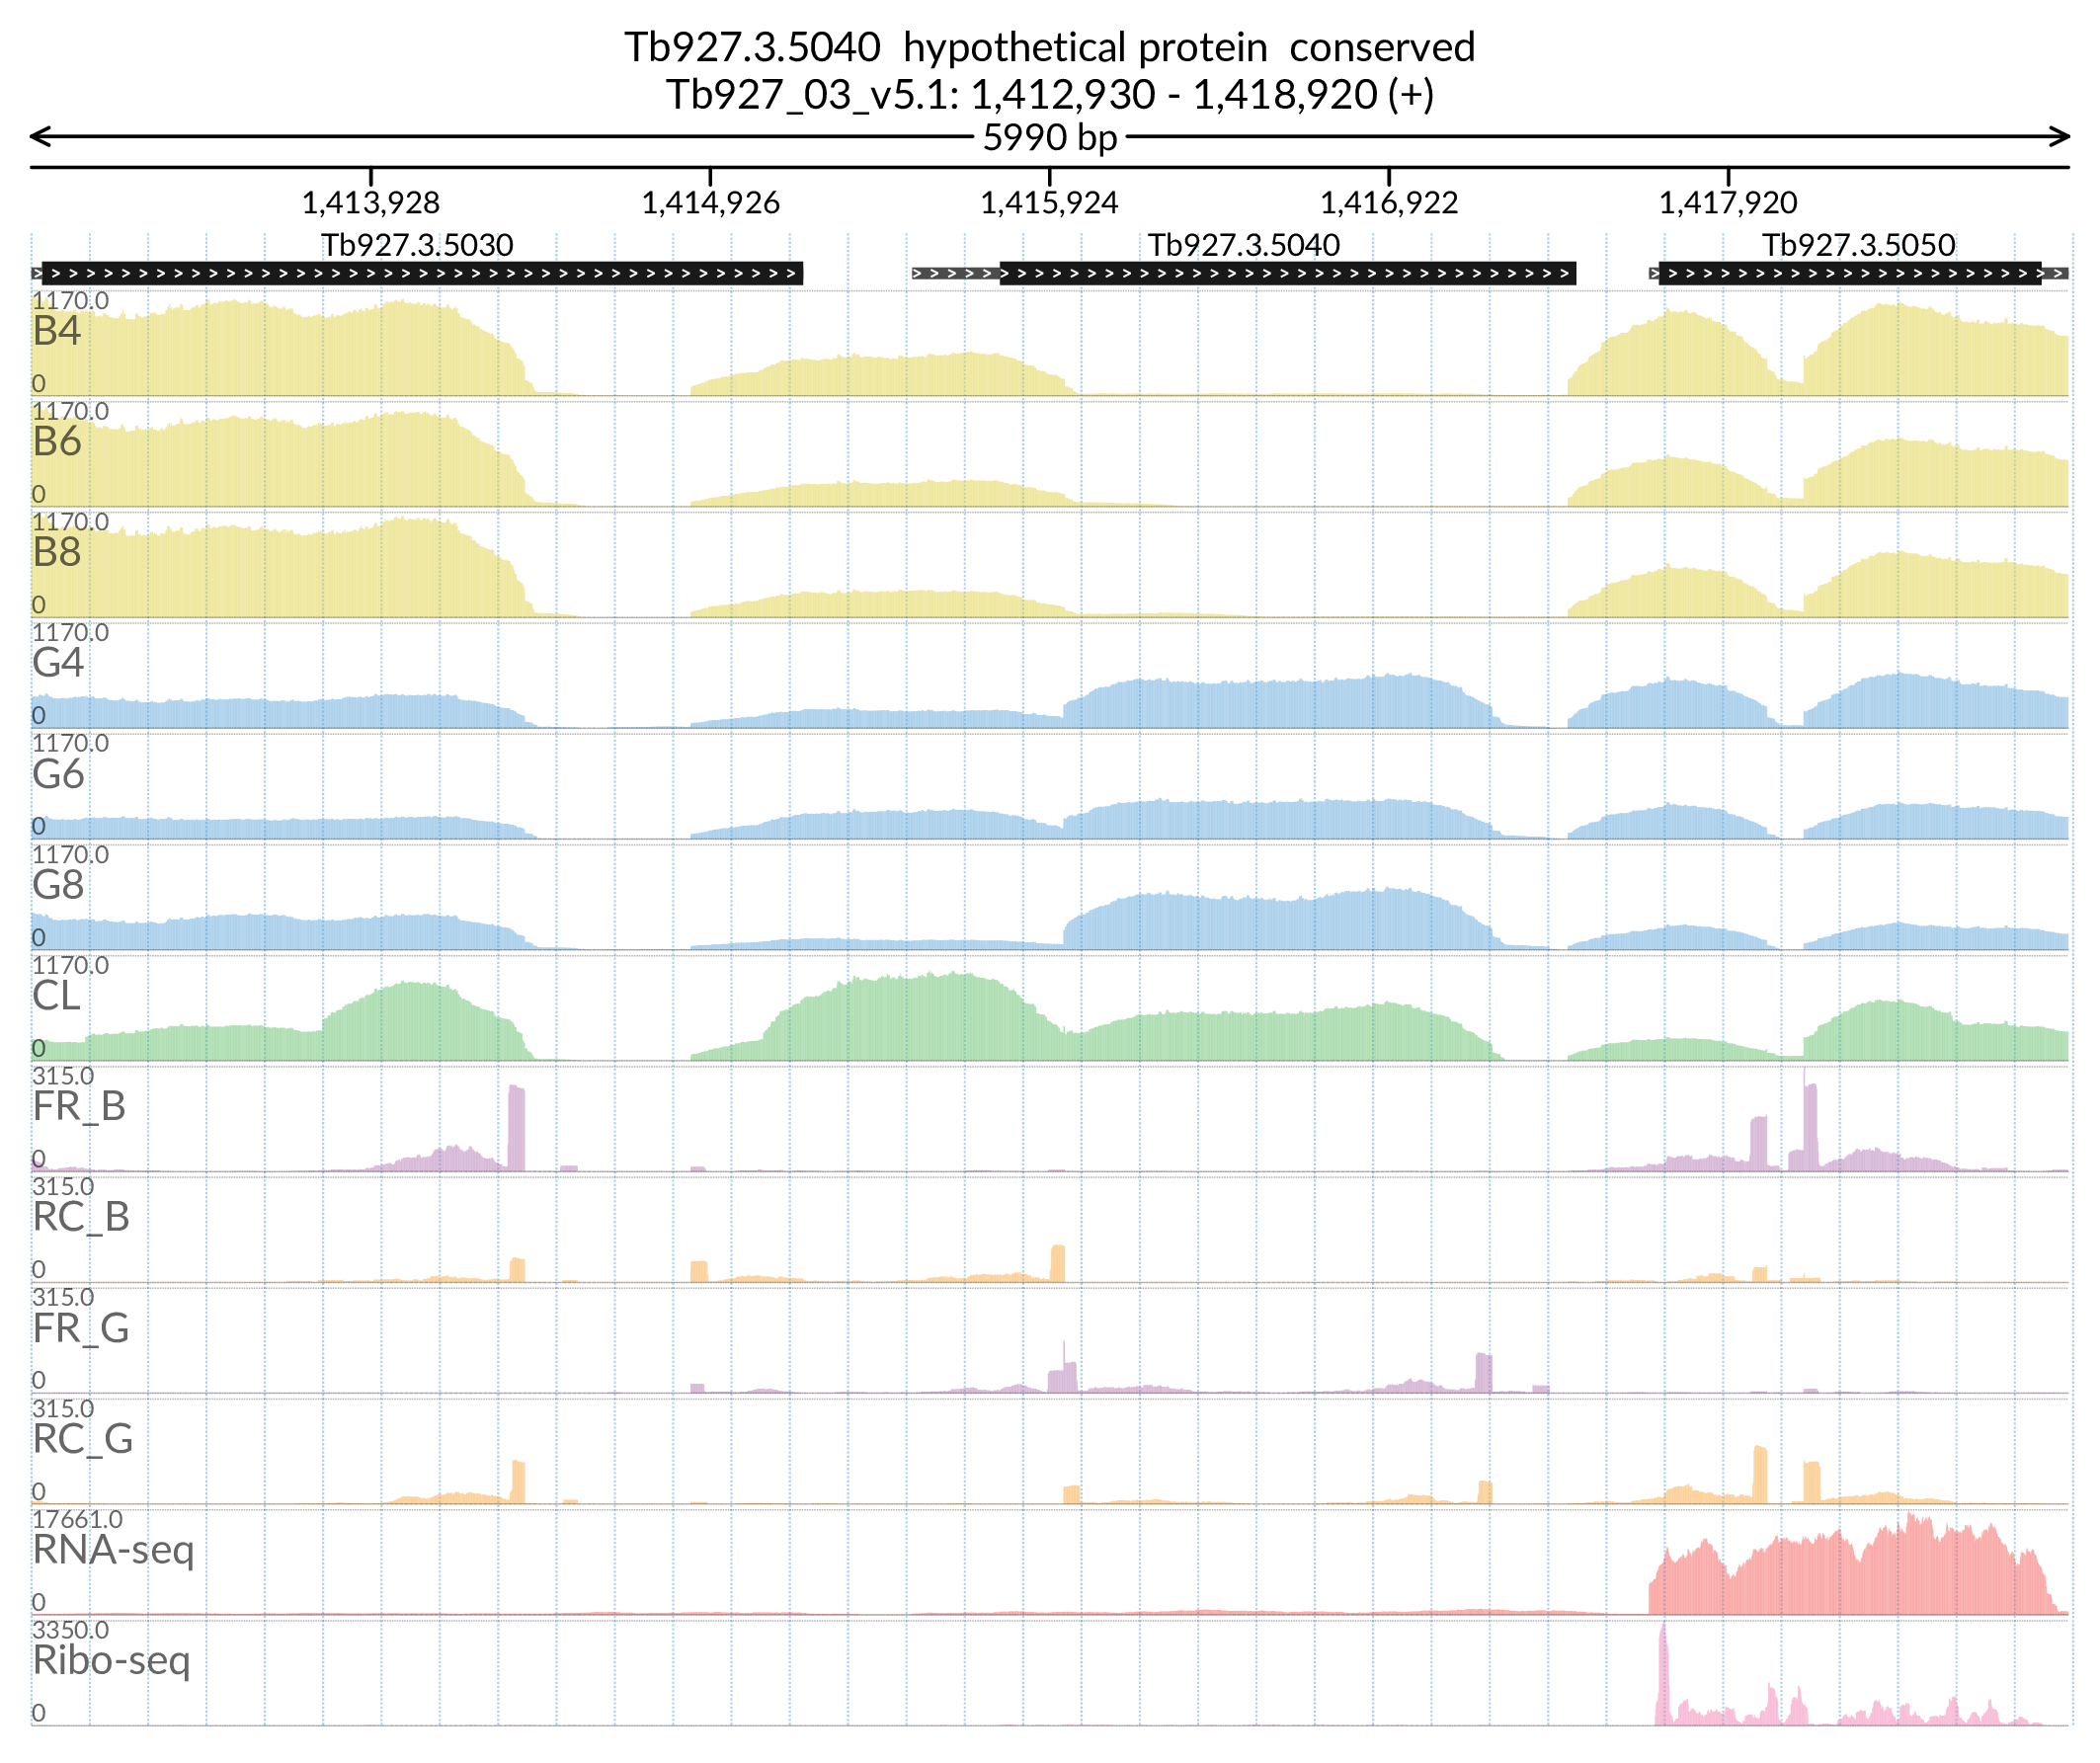 Tb927.3.5040 hypothetical protein conserved
Tb927_03_v5.1: 1,412,930 - 1,418,920 (+)
5990 bp
1,413,928 1,414,926 1,415,924 1,416,922 1,417,920
Tb927.3.5030 Tb927.3.5040 Tb927.3.5050
1170.0
B4
0
1170.0
B6
0
1170.0
B8
0
1170.0
G4
0
1170.0
G6
0
1170.0
G8
0
1170.0
CL
0
315.0
FR_B
0
315.0
RC_B
0
315.0
FR_G
0
315.0
RC_G
0
17661.0
RNA-seq
0
3350.0
Ribo-seq
0